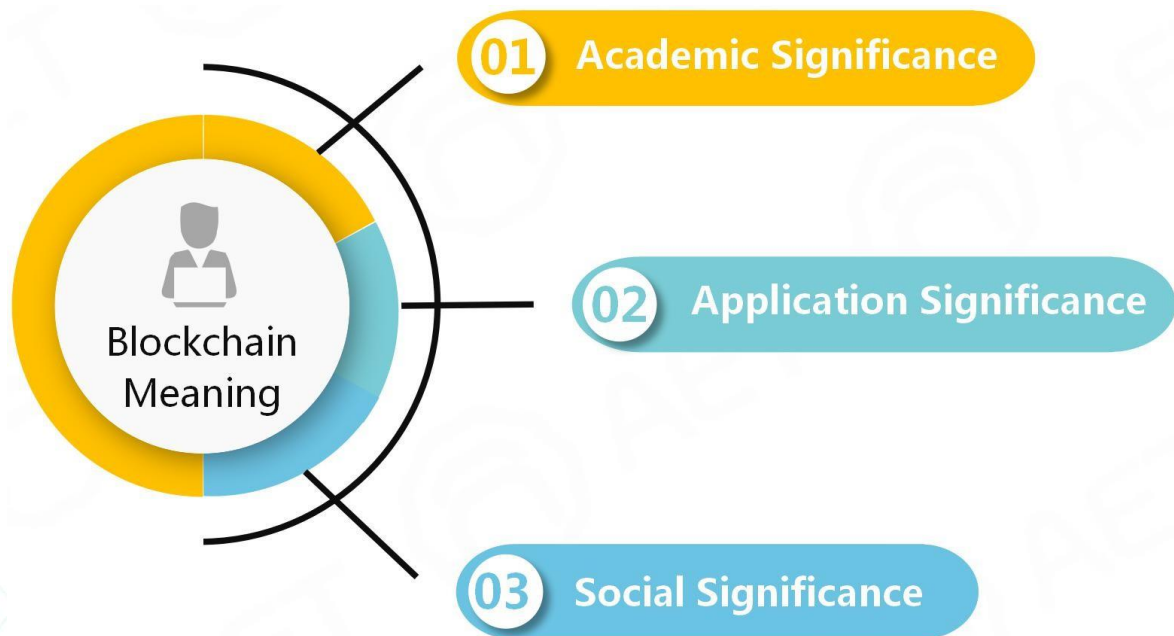 01 Academic Significance
02 Application Significance
Blockchain
Meaning
03 Social Significance